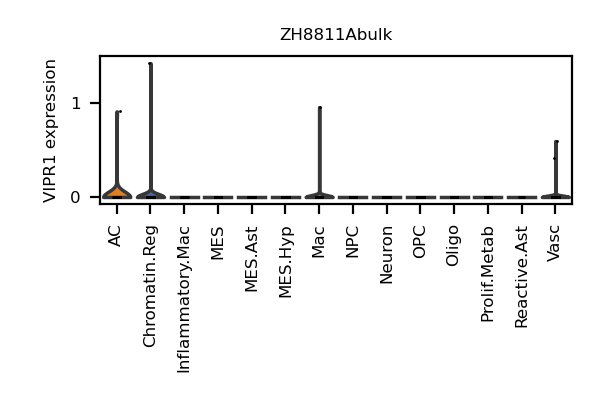 ZH8811Abulk
VIPR1 expression
1
0
AC
Chromatin.Reg
Inflammatory.Mac
MES
MES.Ast
MES.Hyp
Mac
NPC
Neuron
OPC
Oligo
Prolif.Metab
Reactive.Ast
Vasc